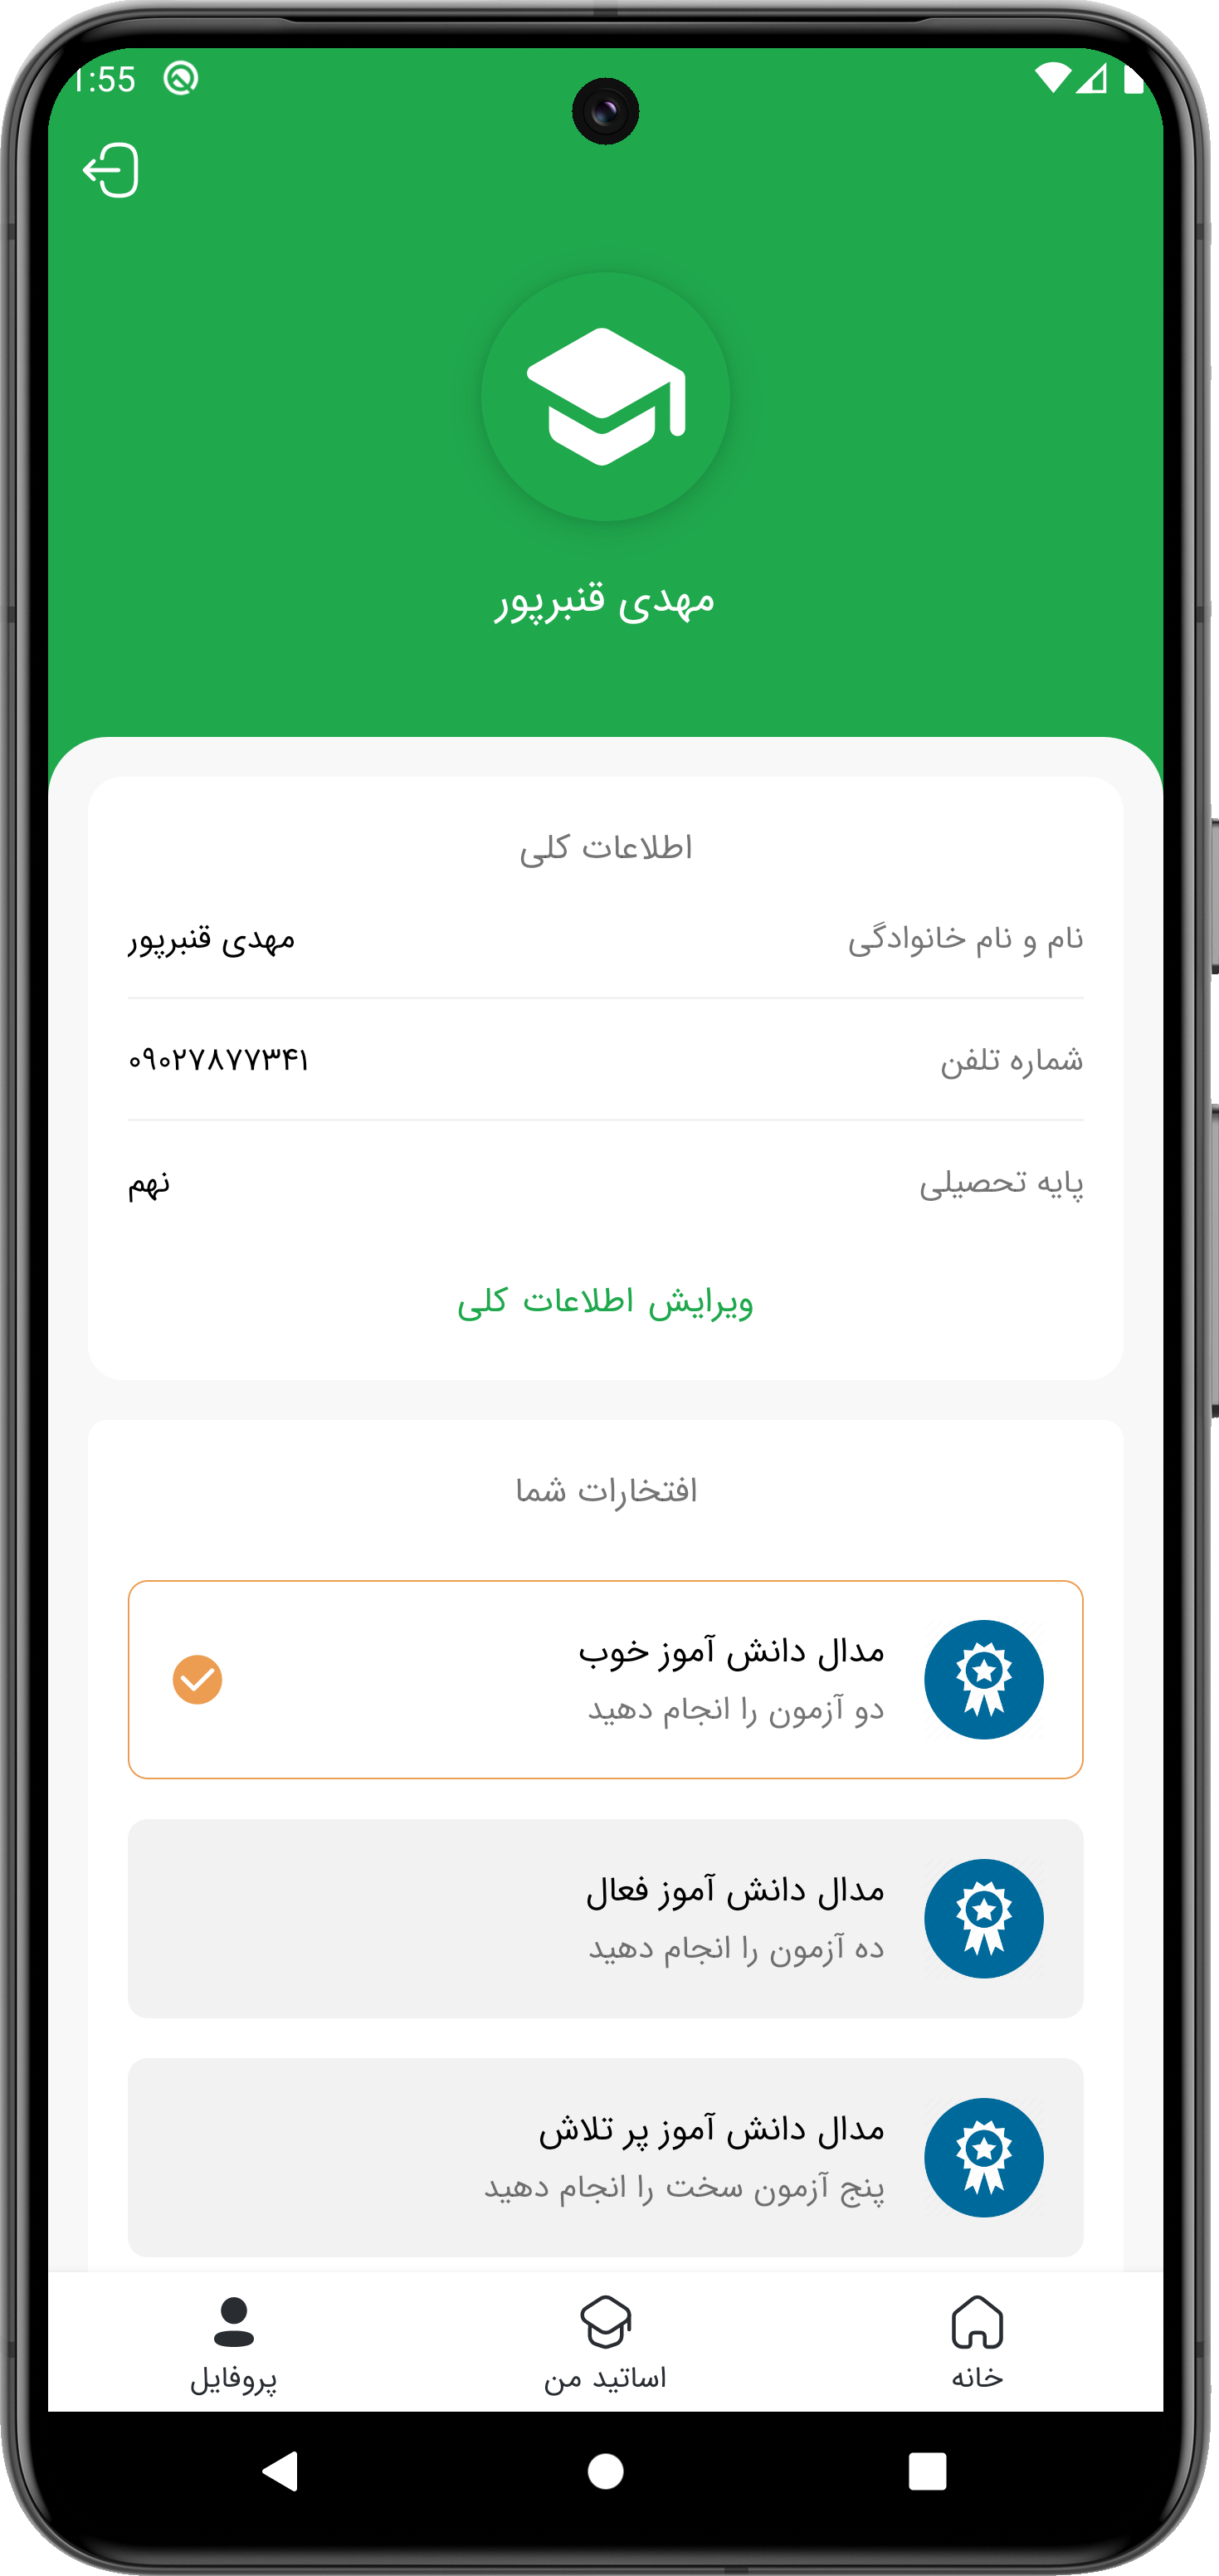 1:55
مهدی قنبرپور
اطلاعات کلی
نام و نام خانوادگی مهدی قنبرپور
شماره تلفن ۰۹۰۲۷۸۷۷۳۴۱
پایه تحصیلی نهم
ویرایش اطلاعات کلی
افتخارات شما
مدال دانش آموز خوب
دو آزمون را انجام دهید
مدال دانش آموز فعال
ده آزمون را انجام دهید
مدال دانش آموز پر تلاش
پنج آزمون سخت را انجام دهید
خانه اساتید من پروفایل